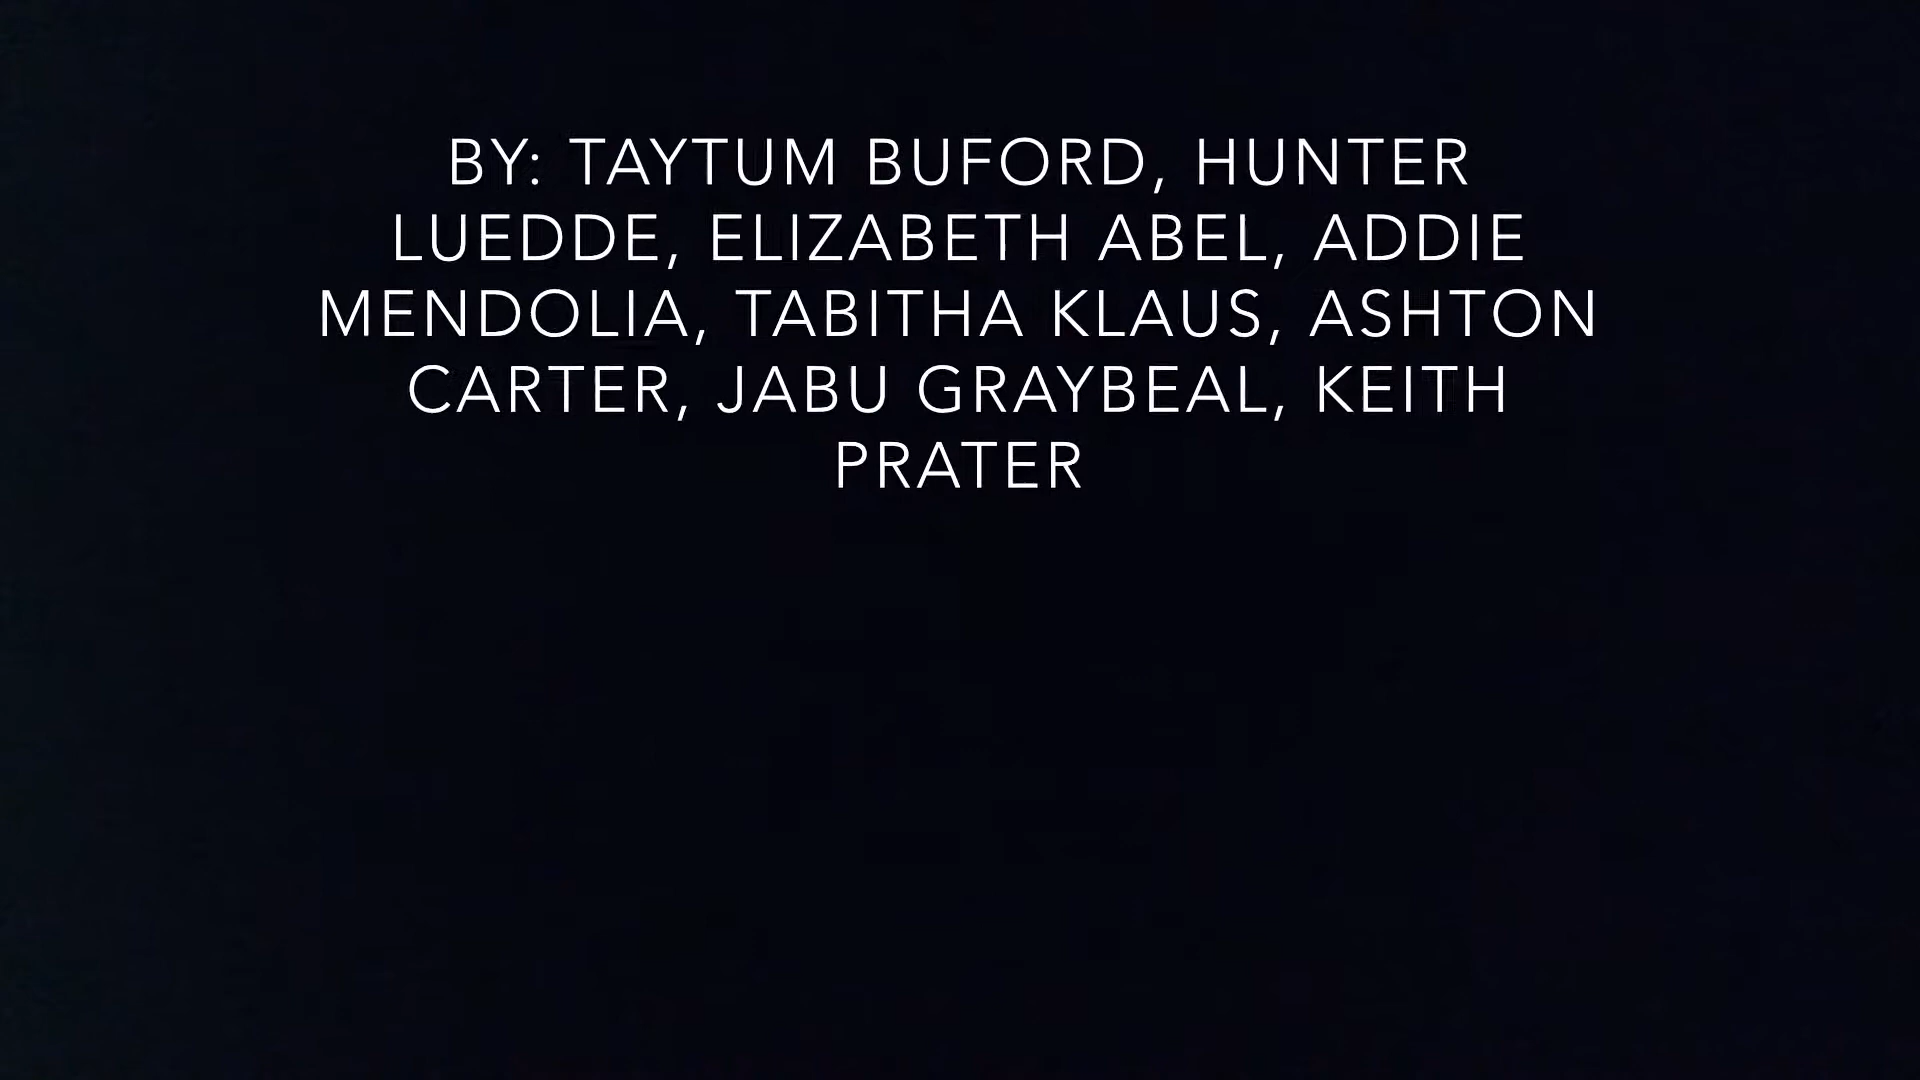 BY: TAYTUM BUFORD, HUNTER
LUEDDE, ELIZABETH ABEL, ADDIE
MENDOLIA, TABITHA KLAUS, ASHTON
CARTER, JABU GRAYBEAL, KEITH
PRATER